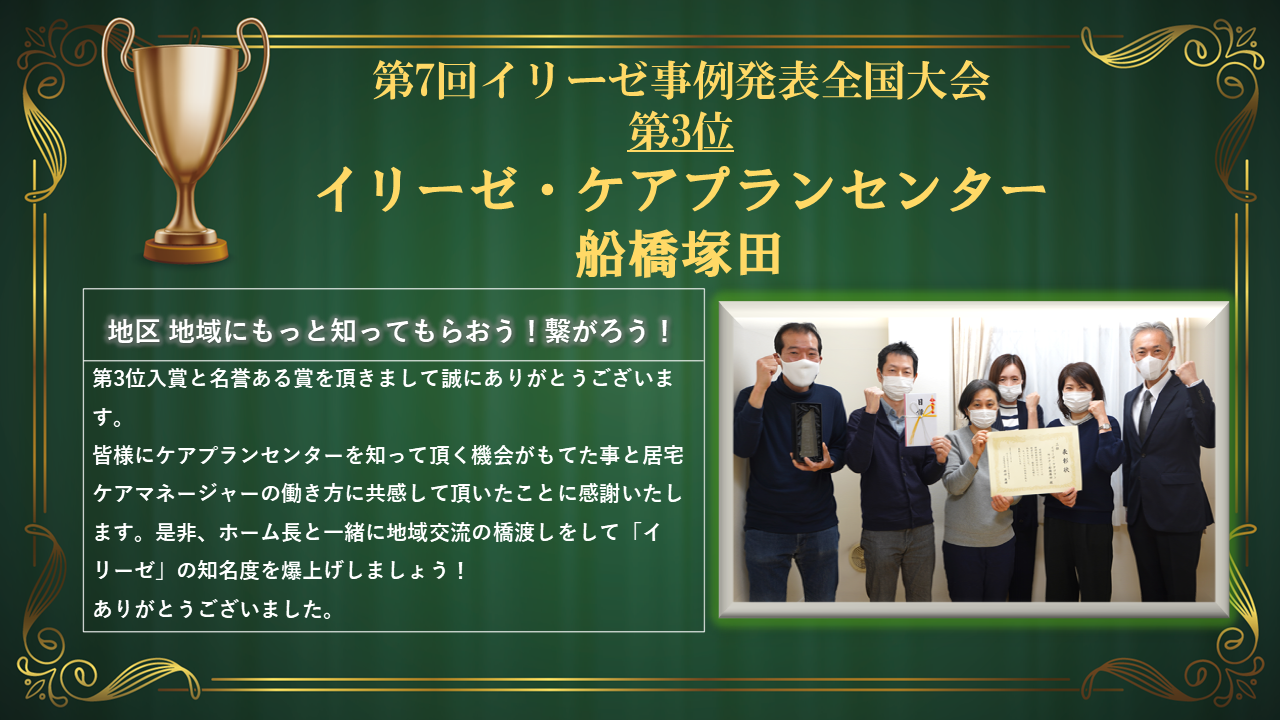 第7回イリーゼ事例発表全国大会
第3位
イリーゼ・ケアプランセンター
船橋塚田
地区 地域にもっと知ってもらおう！繋がろう！
第3位入賞と名誉ある賞を頂きまして誠にありがとうございま
す。
皆様にケアプランセンターを知って頂く機会がもてた事と居宅
ケアマネージャーの働き方に共感して頂いたことに感謝いたし
ます。是非、ホーム長と一緒に地域交流の橋渡しをして「イ
リーゼ」の知名度を爆上げしましょう！
ありがとうございました。
目録
表彰状